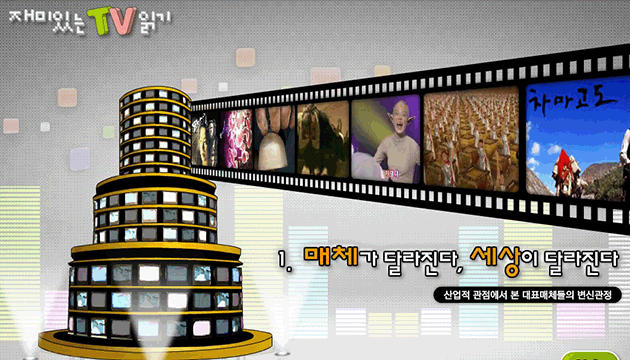 재미있는 TV 읽기
차마고도
1. 매체가 달라진다, 세상이 달라진다
산업적 관점에서 본 대표매체들의 변신관정